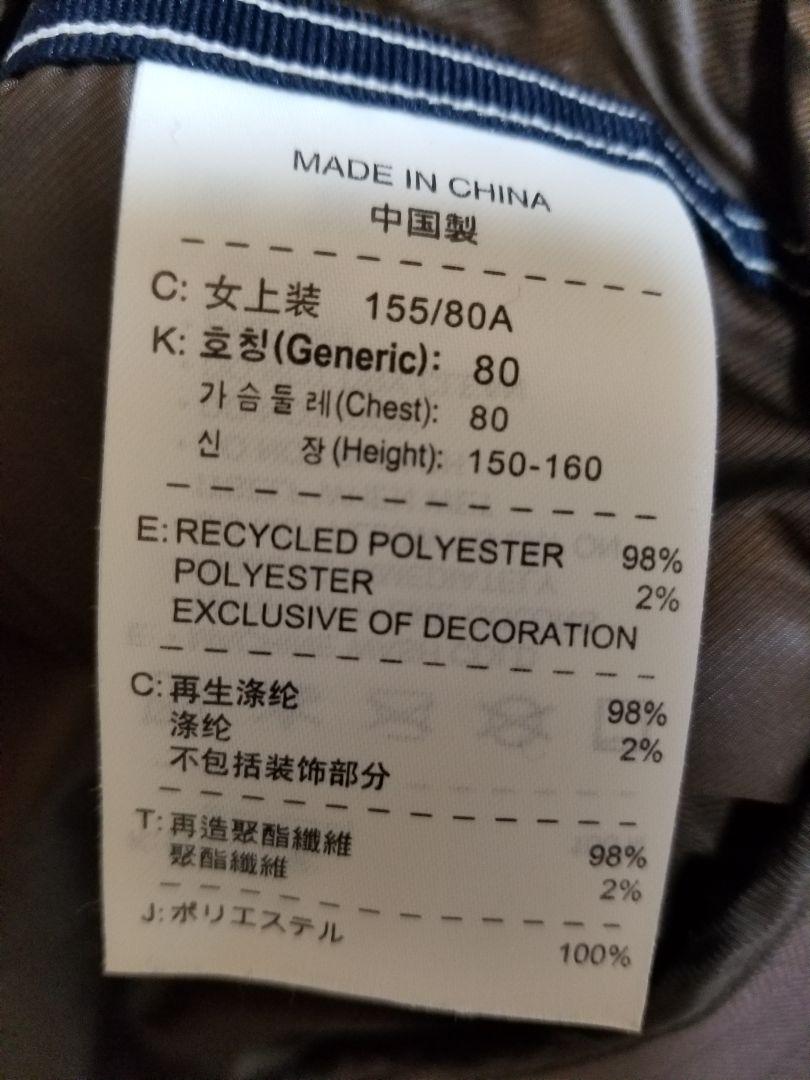 MADE IN CHINA
中国製
C: 女上装 155/80A
K: 호칭(Generic): 80
가슴둘레(Chest): 80
신 장(Height): 150-160
E: RECYCLED POLYESTER 98%
POLYESTER 2%
EXCLUSIVE OF DECORATION
C: 再生涤纶 98%
涤纶 2%
不包括装饰部分
T: 再造聚酯纖維 98%
聚酯纖維 2%
J: ポリエステル 100%